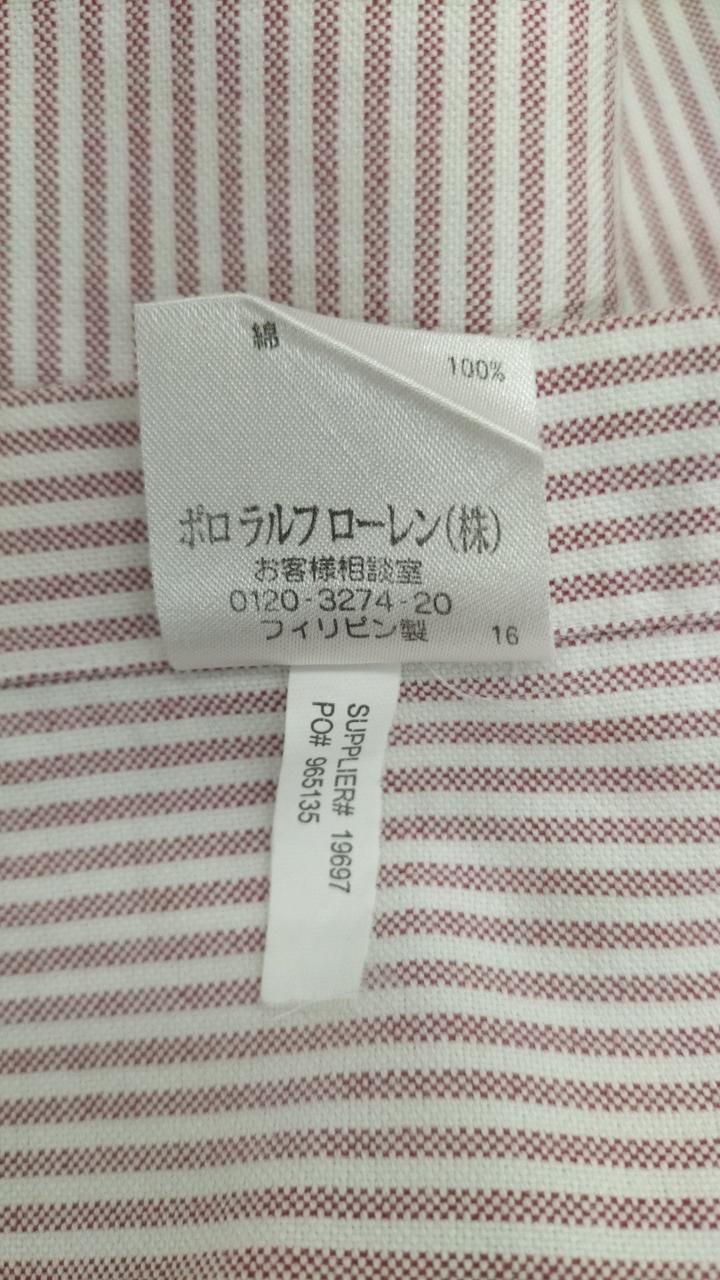 綿 100%
ポロ ラルフ ローレン(株)
お客様相談室
0120-3274-20
フィリピン製 16
SUPPLIER# 19697
PO# 965135